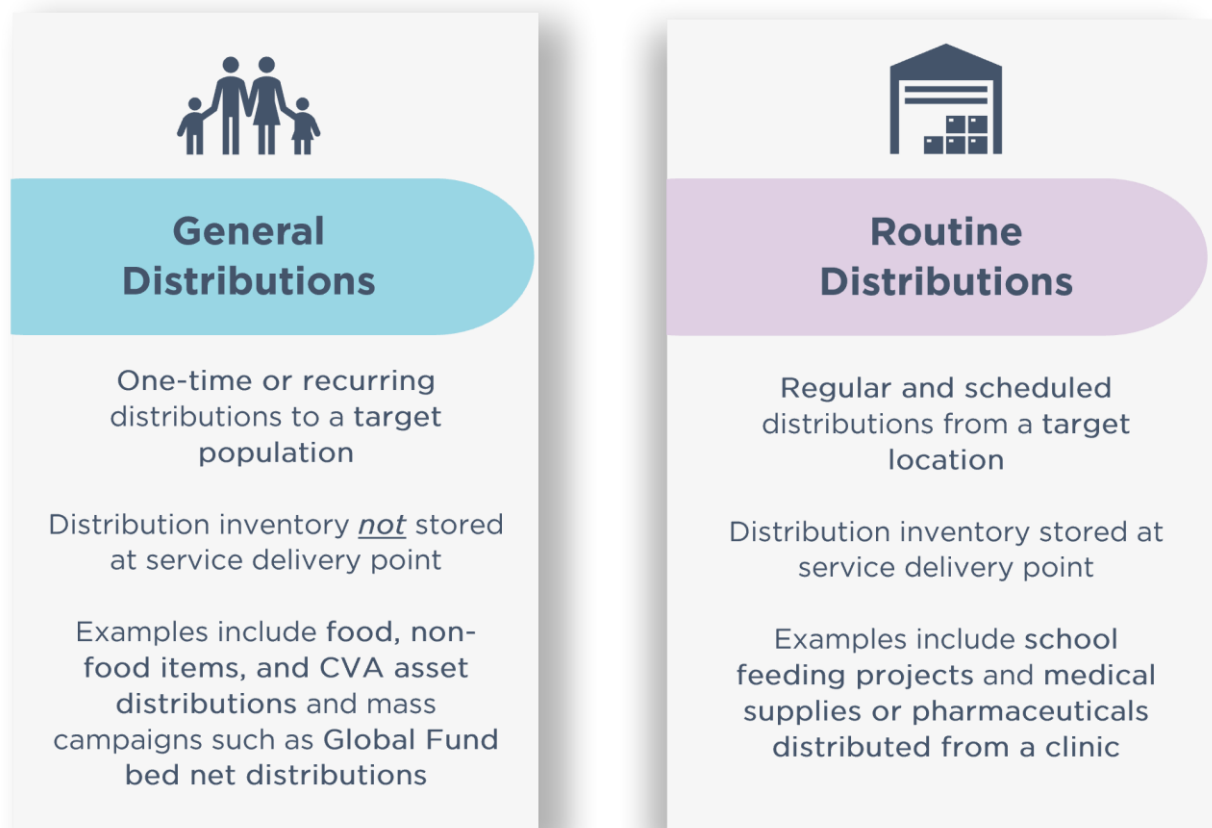 General
Distributions
One-time or recurring
distributions to a target
population
Distribution inventory not stored
at service delivery point
Examples include food, non-
food items, and CVA asset
distributions and mass
campaigns such as Global Fund
bed net distributions
Routine
Distributions
Regular and scheduled
distributions from a target
location
Distribution inventory stored at
service delivery point
Examples include school
feeding projects and medical
supplies or pharmaceuticals
distributed from a clinic